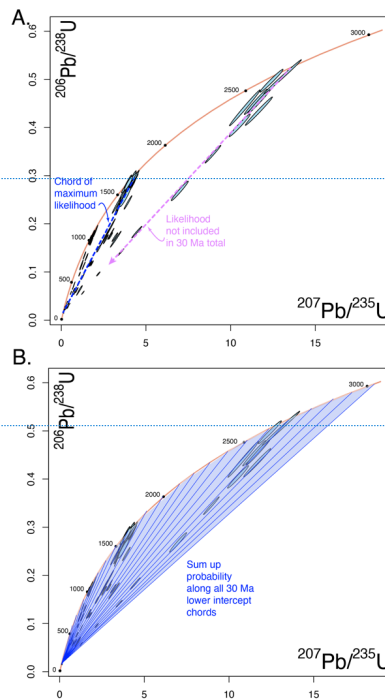 A.
206Pb/238U
0.6
0.5
0.4
0.3
0.2
0.1
0.0
3000
2500
2000
1500
1000
500
0
Chord of
maximum
likelihood
Likelihood
not included
in 30 Ma total
207Pb/235U
0
5
10
15
B.
206Pb/238U
0.6
0.5
0.4
0.3
0.2
0.1
0.0
3000
2500
2000
1500
1000
500
0
Sum up
probability
along all 30 Ma
lower intercept
chords
207Pb/235U
0
5
10
15